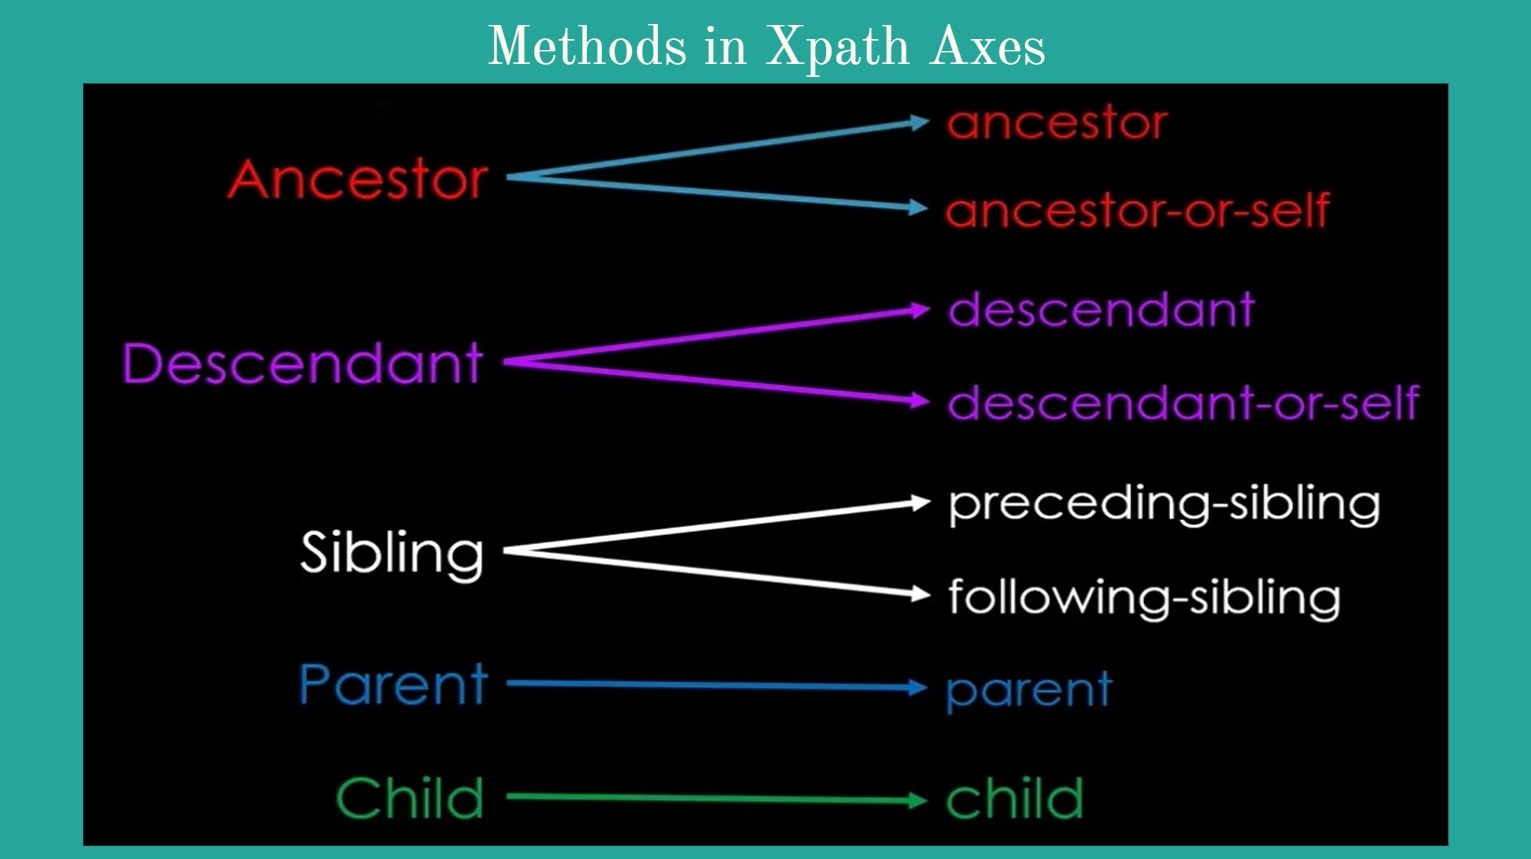 Methods in Xpath Axes
Ancestor
ancestor
ancestor-or-self
Descendant
descendant
descendant-or-self
Sibling
preceding-sibling
following-sibling
Parent
parent
Child
child